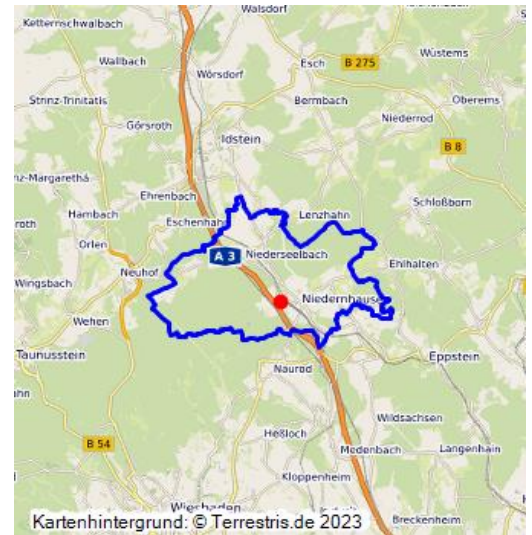 Walsdorf
Ketternschwalbach
Wallbach
Esch
B 275
Wüstems
Wörsdorf
Bermbach
Oberems
Strinz-Trinitatis
Görsroth
Niederrod
Idstein
B 8
Ehrenbach
Schloßborn
Hambach
Eschenhahn
Lenzhahn
Orlen
A 3
Niederseelbach
Ehlhalten
Neuhof
Wingsbach
Niedernhause
Wehen
Taunusstein
Eppstein
Naurod
Wildsachsen
B 54
Heßloch
Medenbach
Langenhain
Kloppenheim
Wiesbaden
Breckenheim
Kartenhintergrund: © Terrestris.de 2023